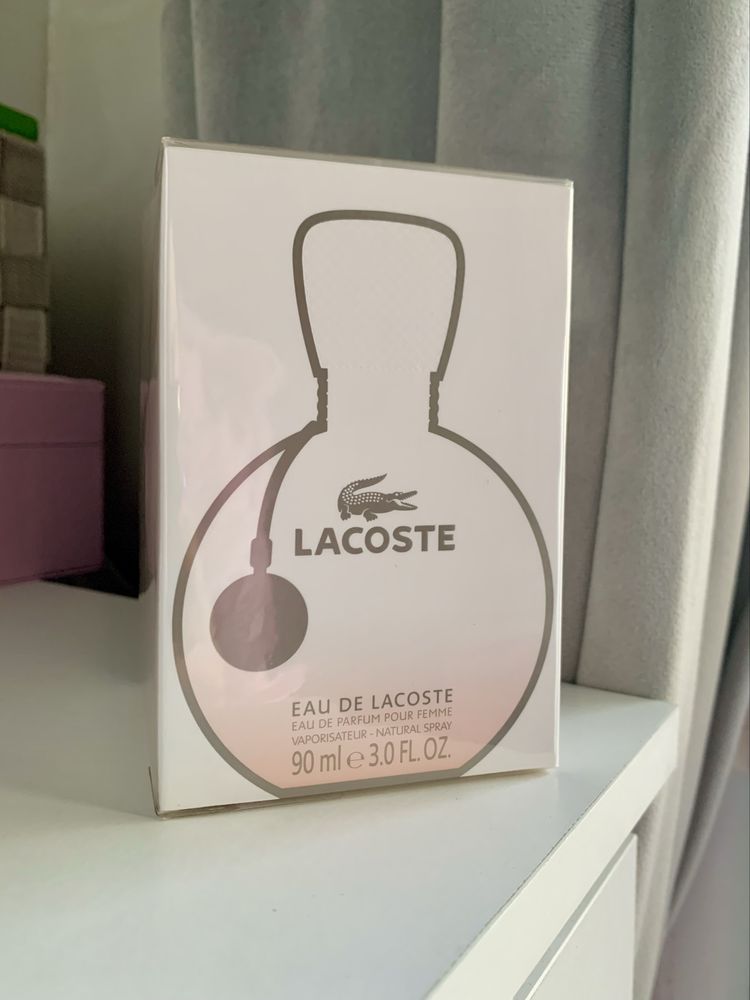 LACOSTE
EAU DE LACOSTE
EAU DE PARFUM POUR FEMME
VAPORISATEUR - NATURAL SPRAY
90 ml ℮ 3.0 FL. OZ.